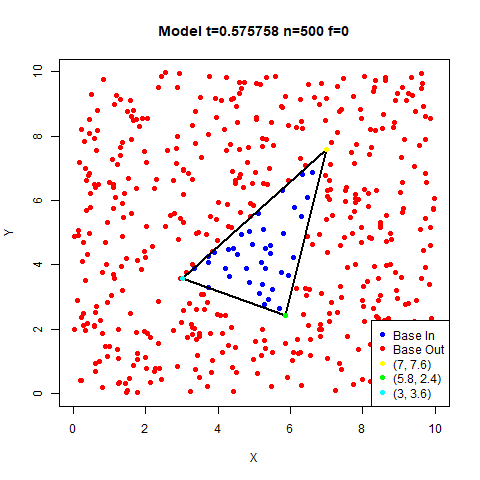 Model t=0.575758 n=500 f=0
10
8
6
4
2
0
Y
0 2 4 6 8 10
X
Base In
Base Out
(7, 7.6)
(5.8, 2.4)
(3, 3.6)